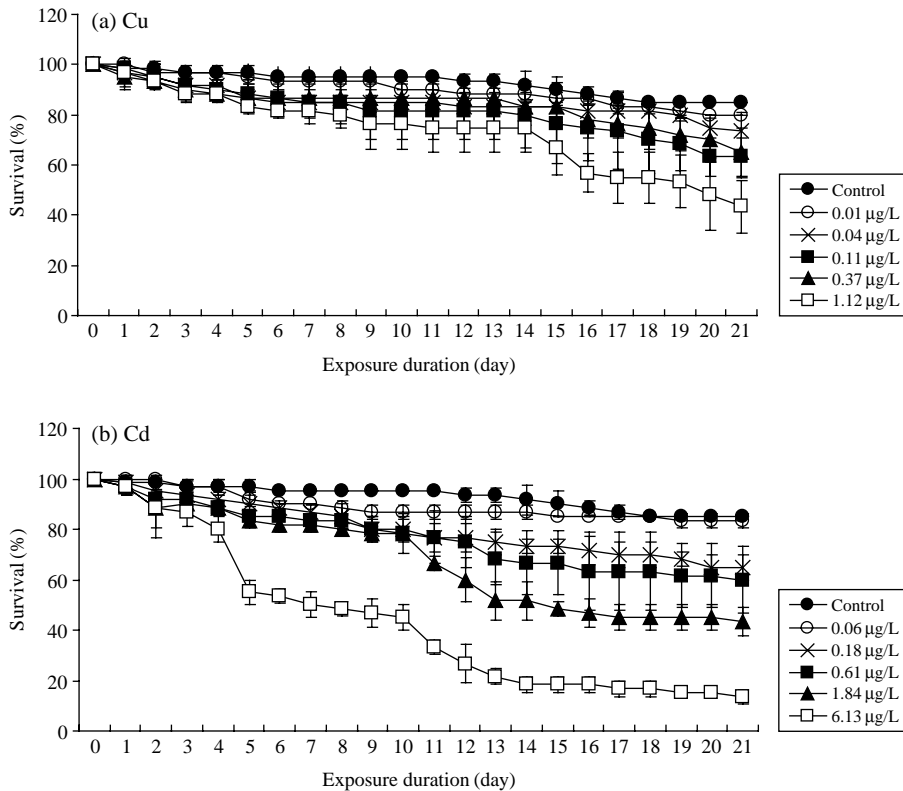 (a) Cu
120
100
80
60
40
20
0
Survival (%)
0 1 2 3 4 5 6 7 8 9 10 11 12 13 14 15 16 17 18 19 20 21
Exposure duration (day)
Control
0.01 µg/L
0.04 µg/L
0.11 µg/L
0.37 µg/L
1.12 µg/L
(b) Cd
120
100
80
60
40
20
0
Survival (%)
0 1 2 3 4 5 6 7 8 9 10 11 12 13 14 15 16 17 18 19 20 21
Exposure duration (day)
Control
0.06 µg/L
0.18 µg/L
0.61 µg/L
1.84 µg/L
6.13 µg/L